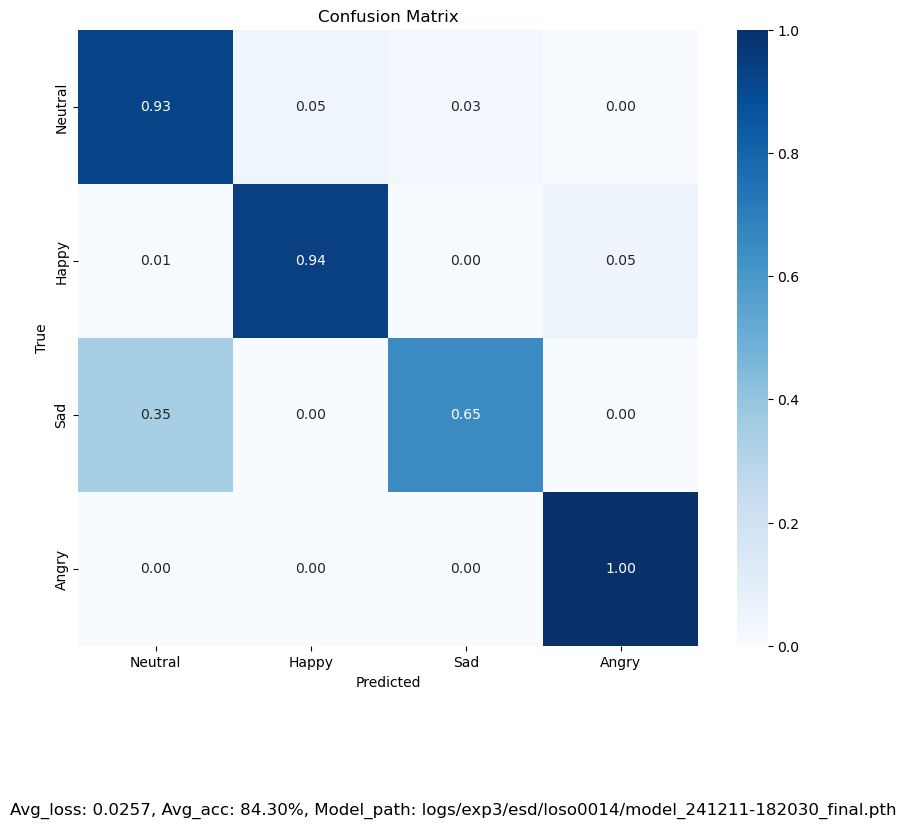 Confusion Matrix
1.0
Neutral 0.93 0.05 0.03 0.00
0.8
Happy 0.01 0.94 0.00 0.05
0.6
True
Sad 0.35 0.00 0.65 0.00
0.4
0.2
Angry 0.00 0.00 0.00 1.00
0.0
Neutral Happy Sad Angry
Predicted
Avg_loss: 0.0257, Avg_acc: 84.30%, Model_path: logs/exp3/esd/loso0014/model_241211-182030_final.pth